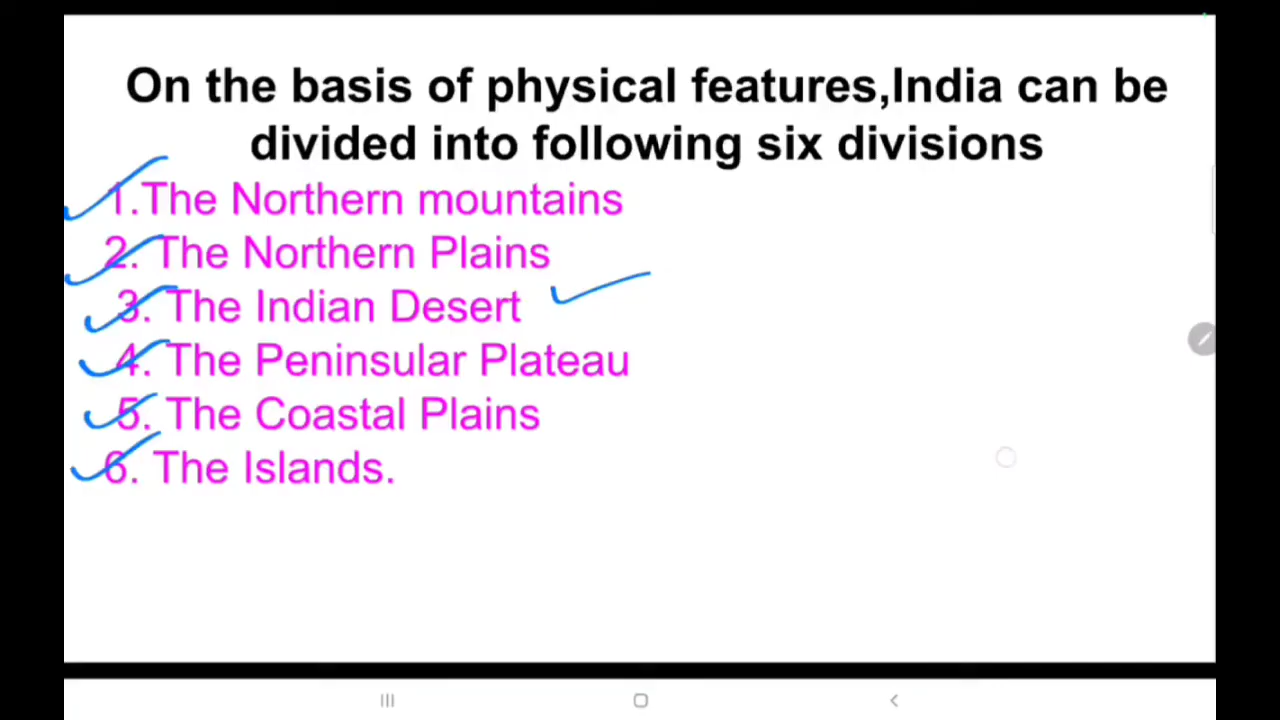 On the basis of physical features,India can be
divided into following six divisions
1.The Northern mountains
2. The Northern Plains
3. The Indian Desert
4. The Peninsular Plateau
5. The Coastal Plains
6. The Islands.